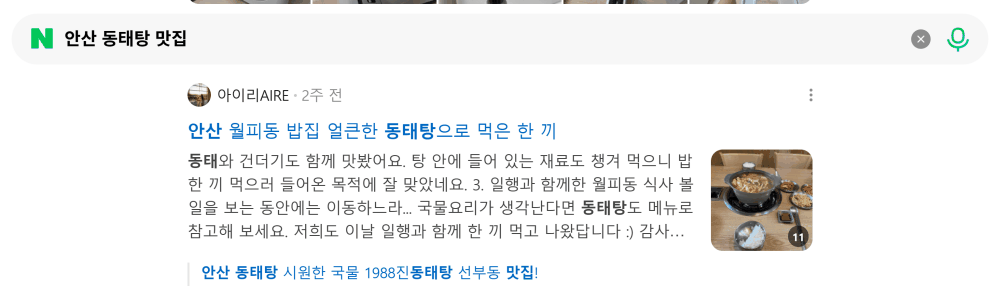 N 안산 동태탕 맛집
아이리AIRE · 2주 전
안산 월피동 밥집 얼큰한 동태탕으로 먹은 한 끼
동태와 건더기도 함께 맛봤어요. 탕 안에 들어 있는 재료도 챙겨 먹으니 밥
한 끼 먹으러 들어온 목적에 잘 맞았네요. 3. 일행과 함께한 월피동 식사 볼
일을 보는 동안에는 이동하느라... 국물요리가 생각난다면 동태탕도 메뉴로
참고해 보세요. 저희도 이날 일행과 함께 한 끼 먹고 나왔답니다 :) 감사...
11
안산 동태탕 시원한 국물 1988진동태탕 선부동 맛집!